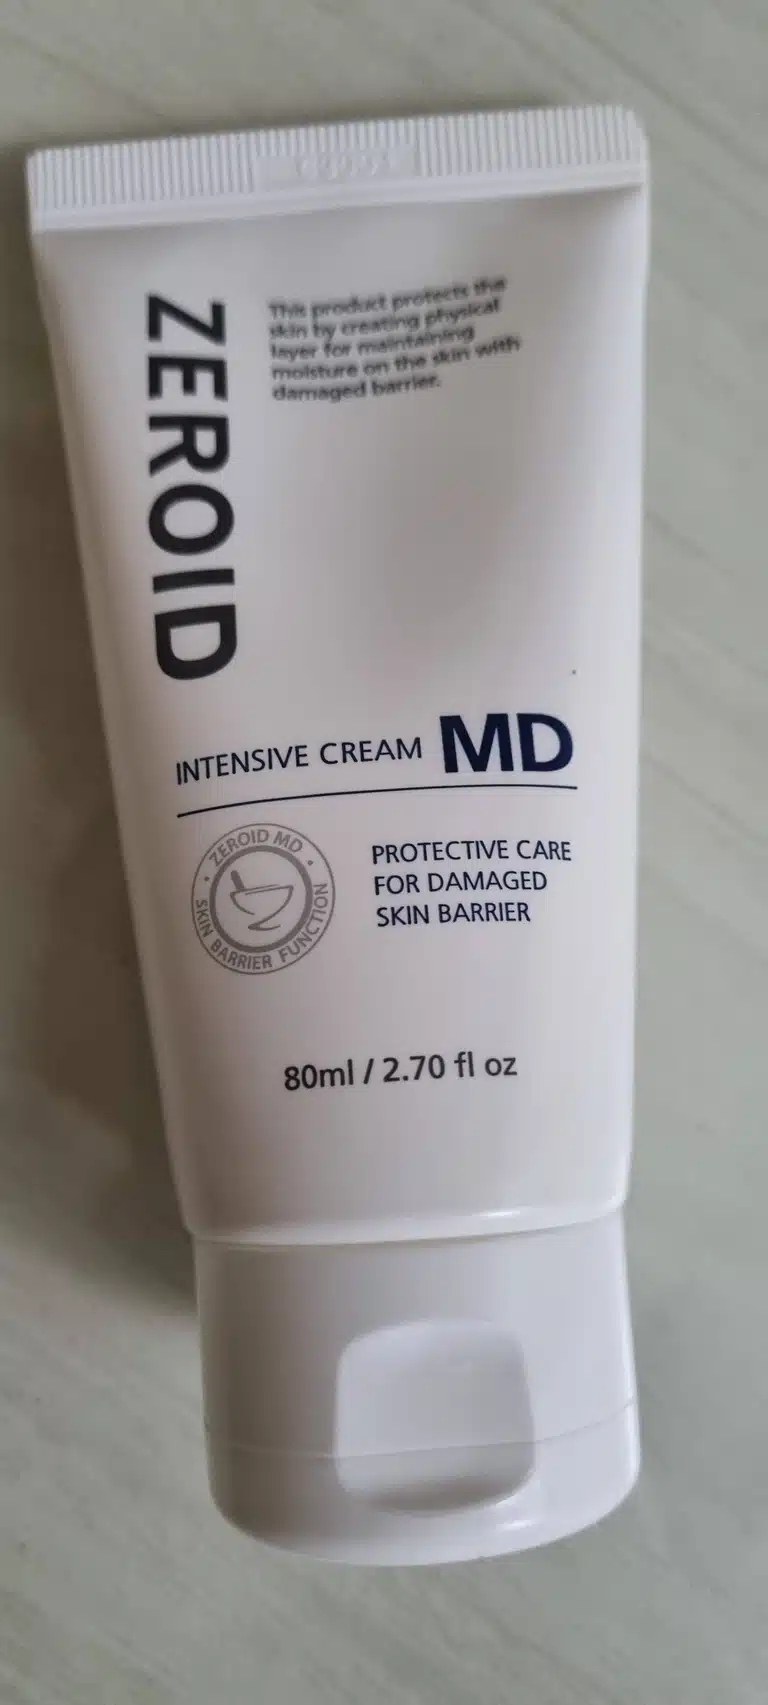 ZEROID
This product protects the
skin by creating physical
layer for maintaining
moisture on the skin with
damaged barrier.
INTENSIVE CREAM MD
· ZEROID MD ·
SKIN BARRIER FUNCTION
PROTECTIVE CARE
FOR DAMAGED
SKIN BARRIER
80ml / 2.70 fl oz